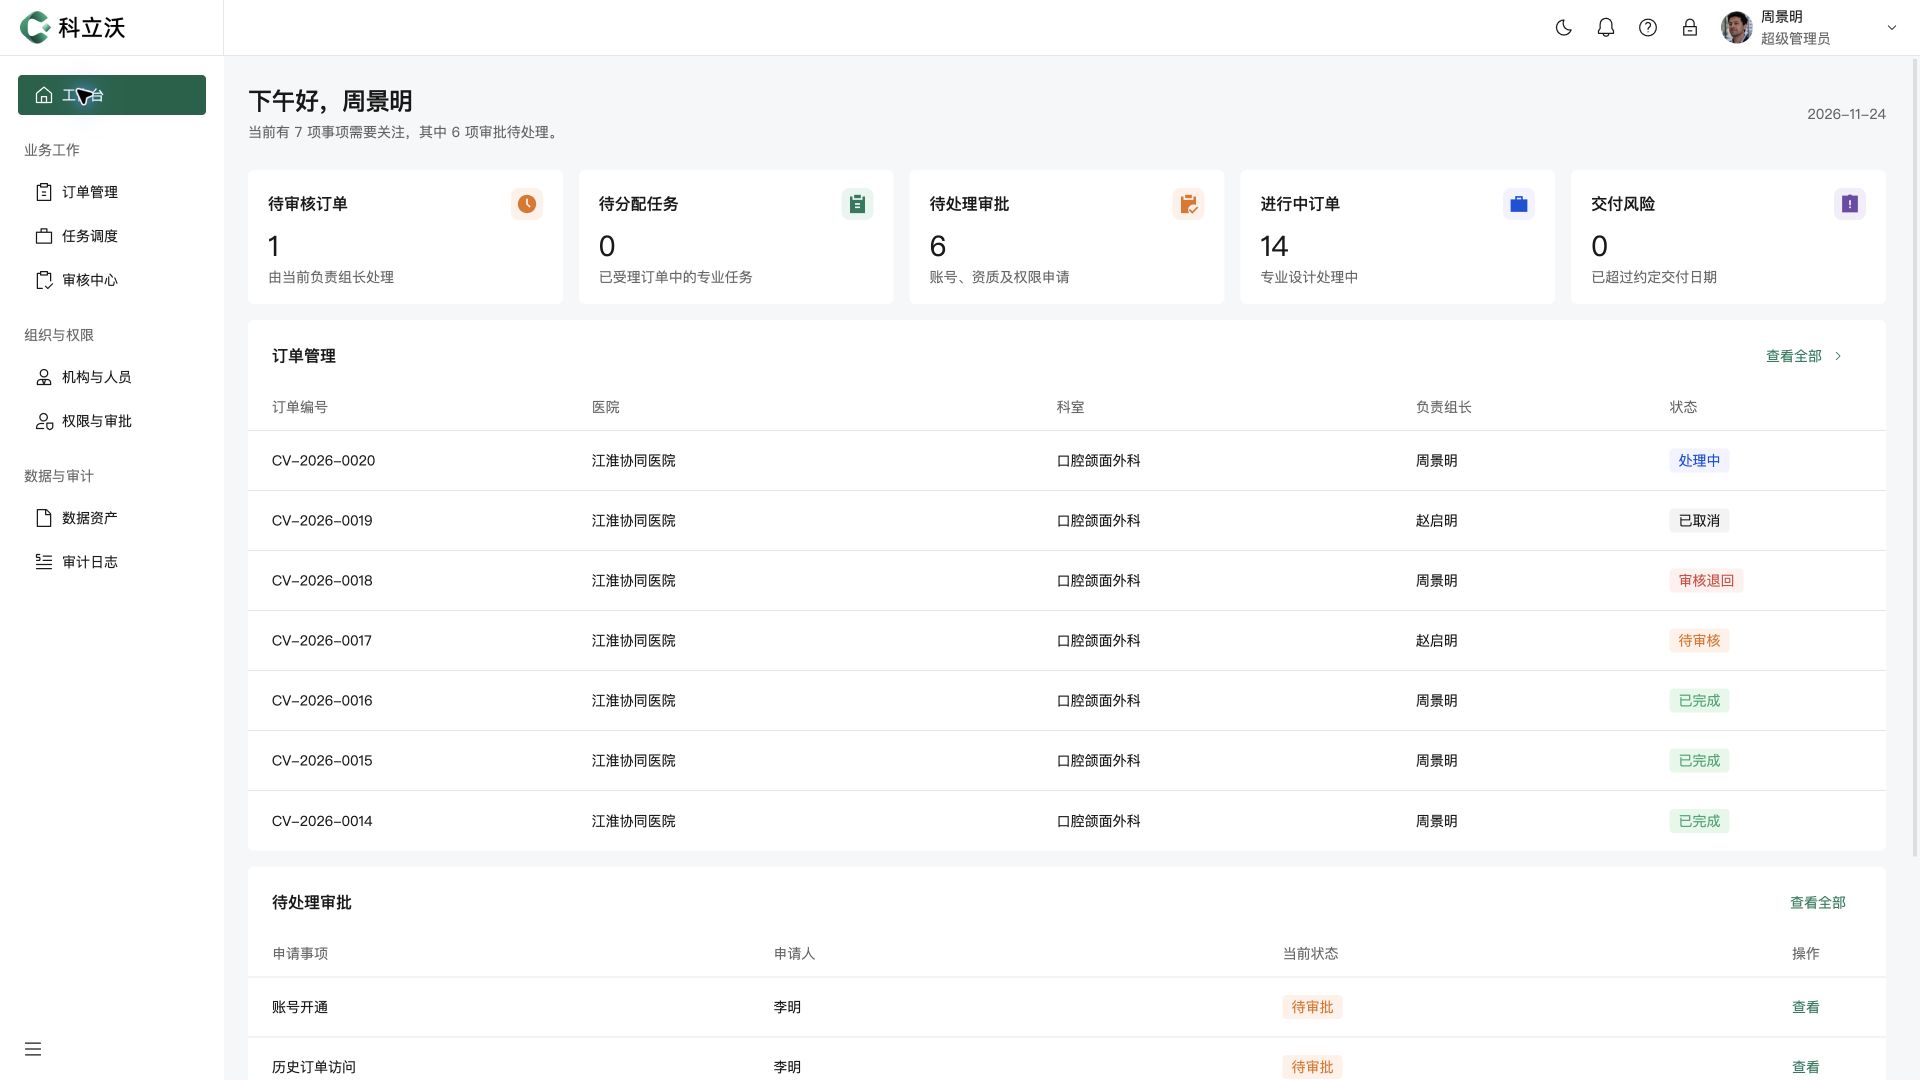 科立沃
周景明
超级管理员
工作台
业务工作
订单管理
任务调度
审核中心
组织与权限
机构与人员
权限与审批
数据与审计
数据资产
审计日志
下午好，周景明
当前有 7 项事项需要关注，其中 6 项审批待处理。
2026-11-24
待审核订单
1
由当前负责组长处理
待分配任务
0
已受理订单中的专业任务
待处理审批
6
账号、资质及权限申请
进行中订单
14
专业设计处理中
交付风险
0
已超过约定交付日期
订单管理 查看全部
订单编号 医院 科室 负责组长 状态
CV-2026-0020 江淮协同医院 口腔颌面外科 周景明 处理中
CV-2026-0019 江淮协同医院 口腔颌面外科 赵启明 已取消
CV-2026-0018 江淮协同医院 口腔颌面外科 周景明 审核退回
CV-2026-0017 江淮协同医院 口腔颌面外科 赵启明 待审核
CV-2026-0016 江淮协同医院 口腔颌面外科 周景明 已完成
CV-2026-0015 江淮协同医院 口腔颌面外科 周景明 已完成
CV-2026-0014 江淮协同医院 口腔颌面外科 周景明 已完成
待处理审批 查看全部
申请事项 申请人 当前状态 操作
账号开通 李明 待审批 查看
历史订单访问 李明 待审批 查看